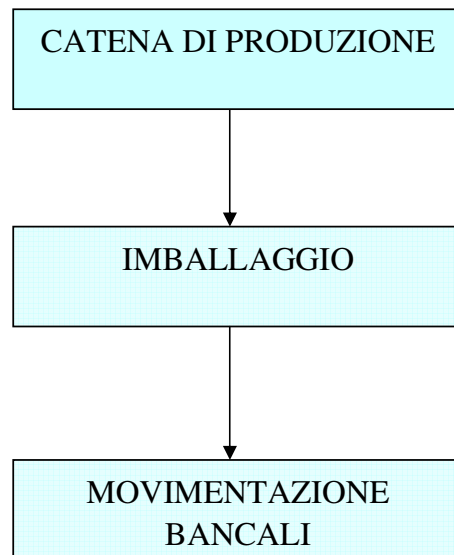 CATENA DI PRODUZIONE
IMBALLAGGIO
MOVIMENTAZIONE
BANCALI